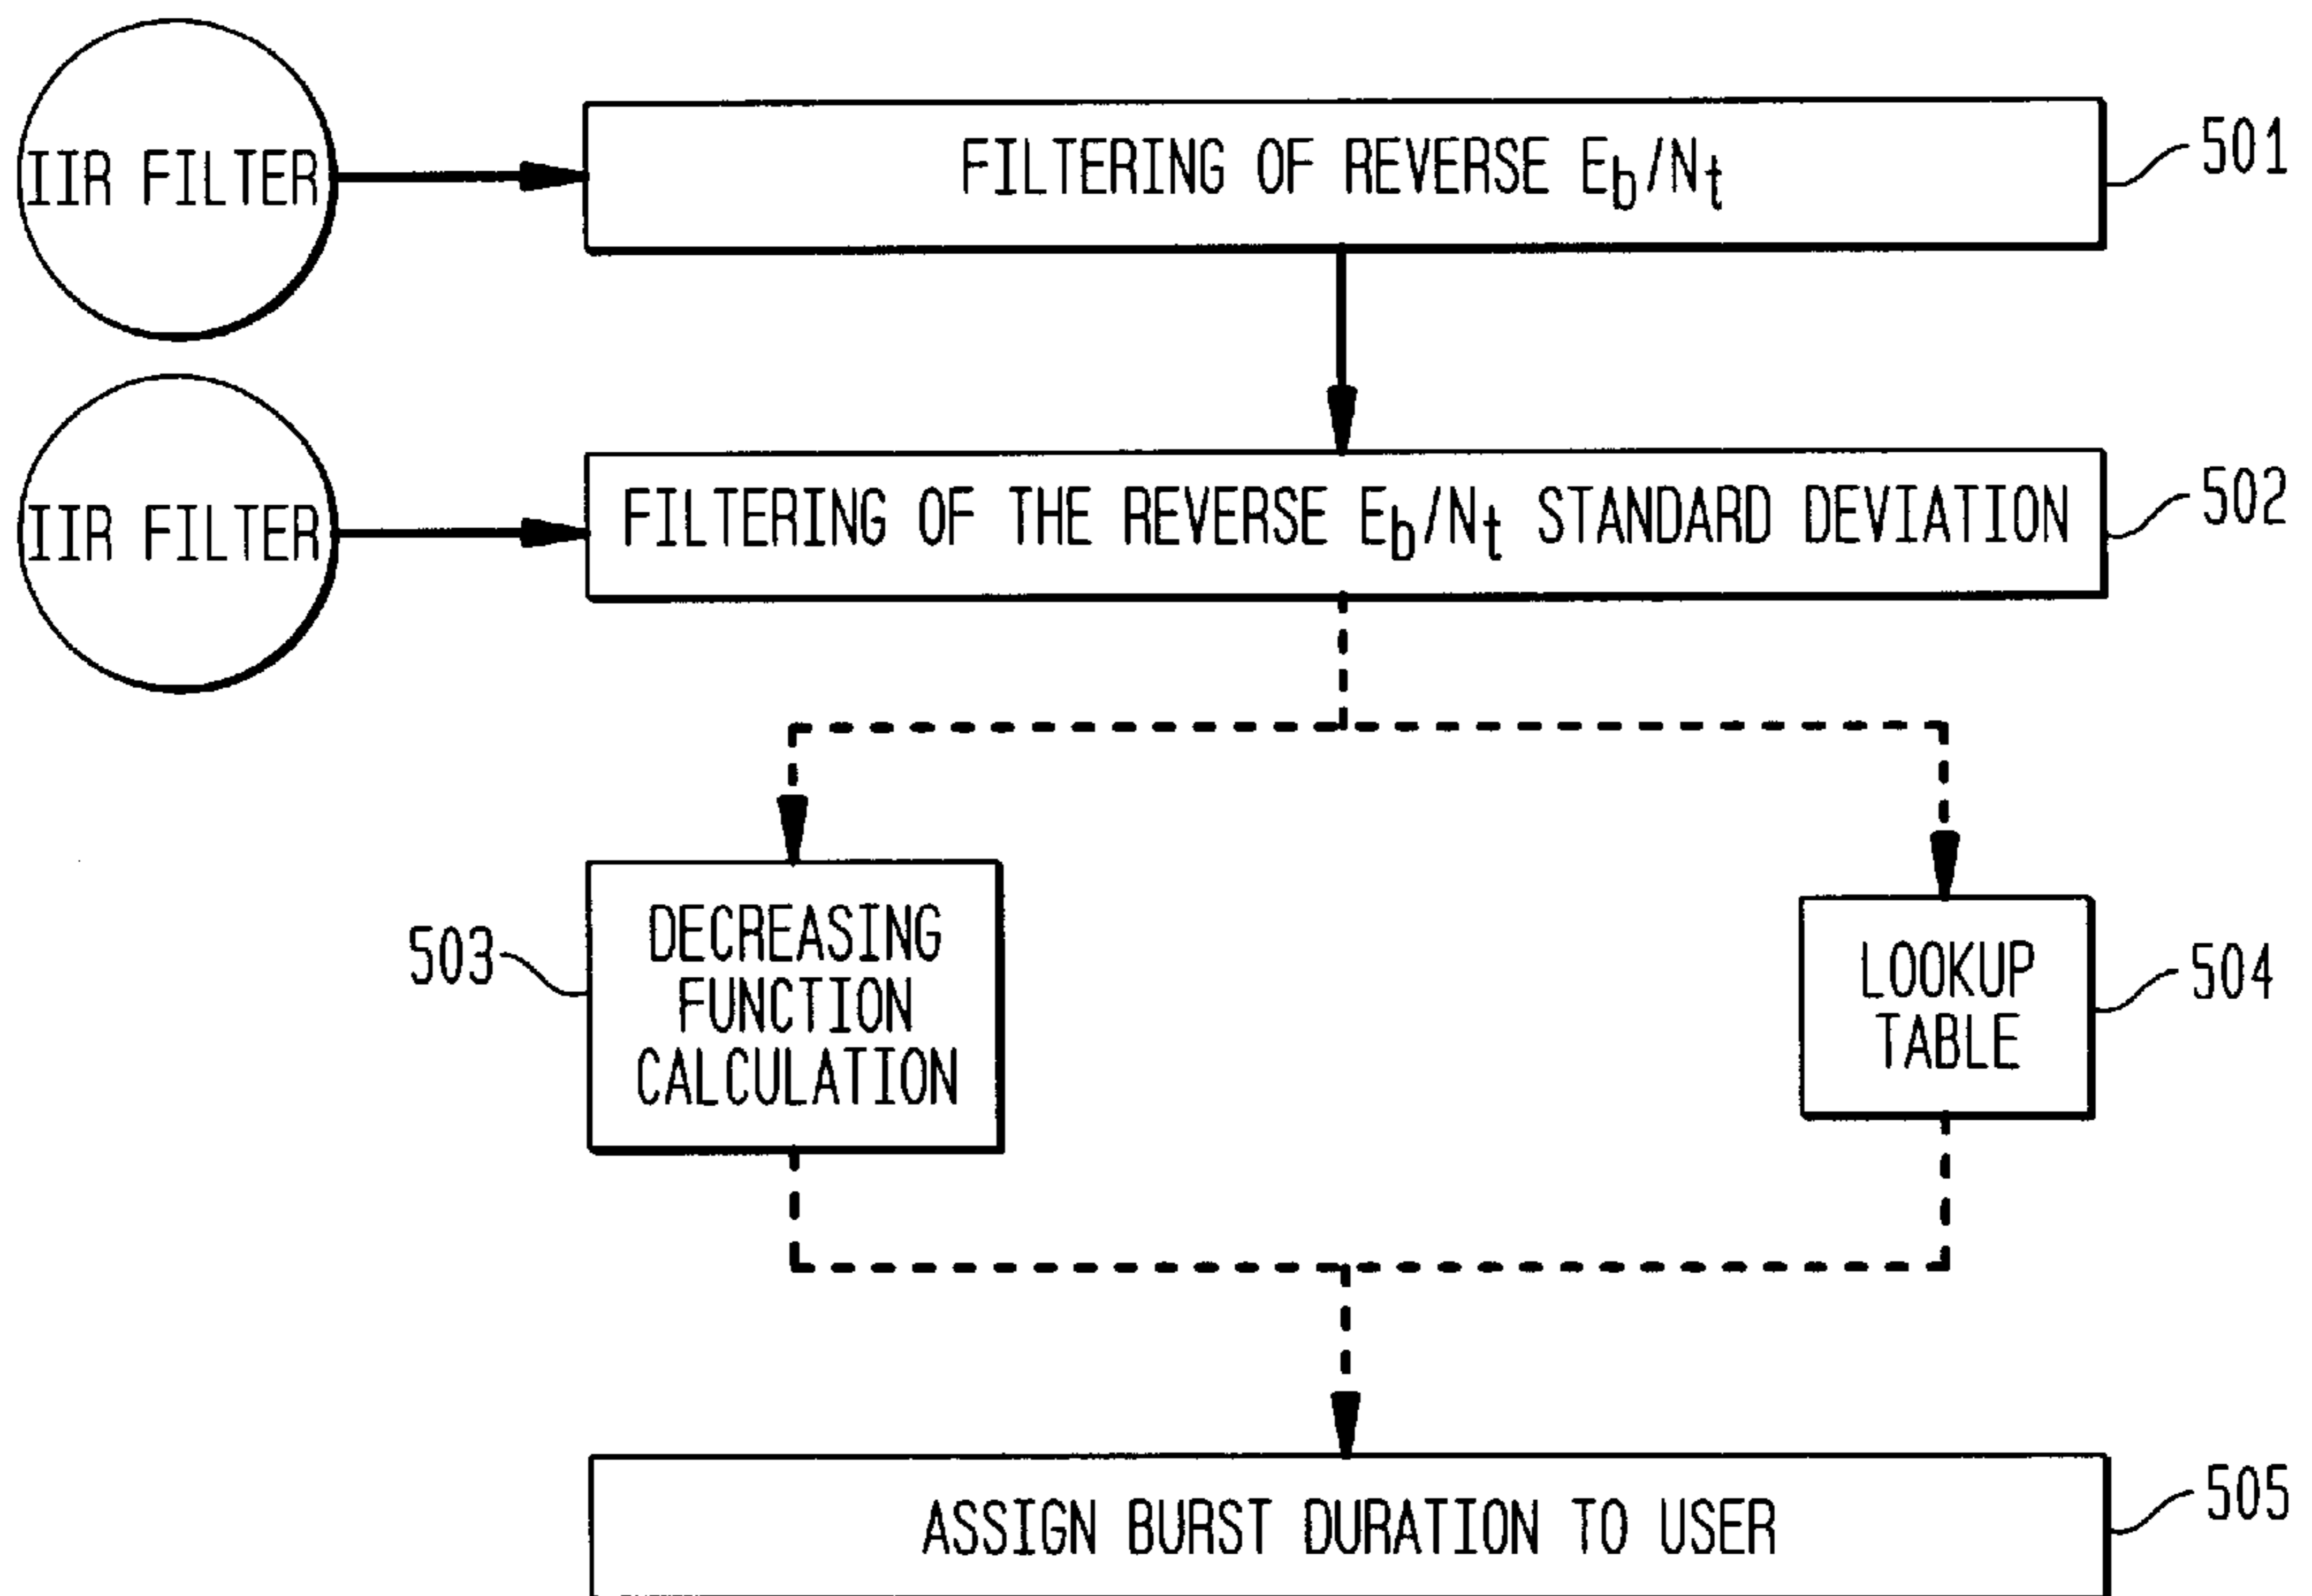 IIR FILTER
FILTERING OF REVERSE Eb/Nt
501
IIR FILTER
FILTERING OF THE REVERSE Eb/Nt STANDARD DEVIATION
502
503
DECREASING
FUNCTION
CALCULATION
LOOKUP
TABLE
504
ASSIGN BURST DURATION TO USER
505